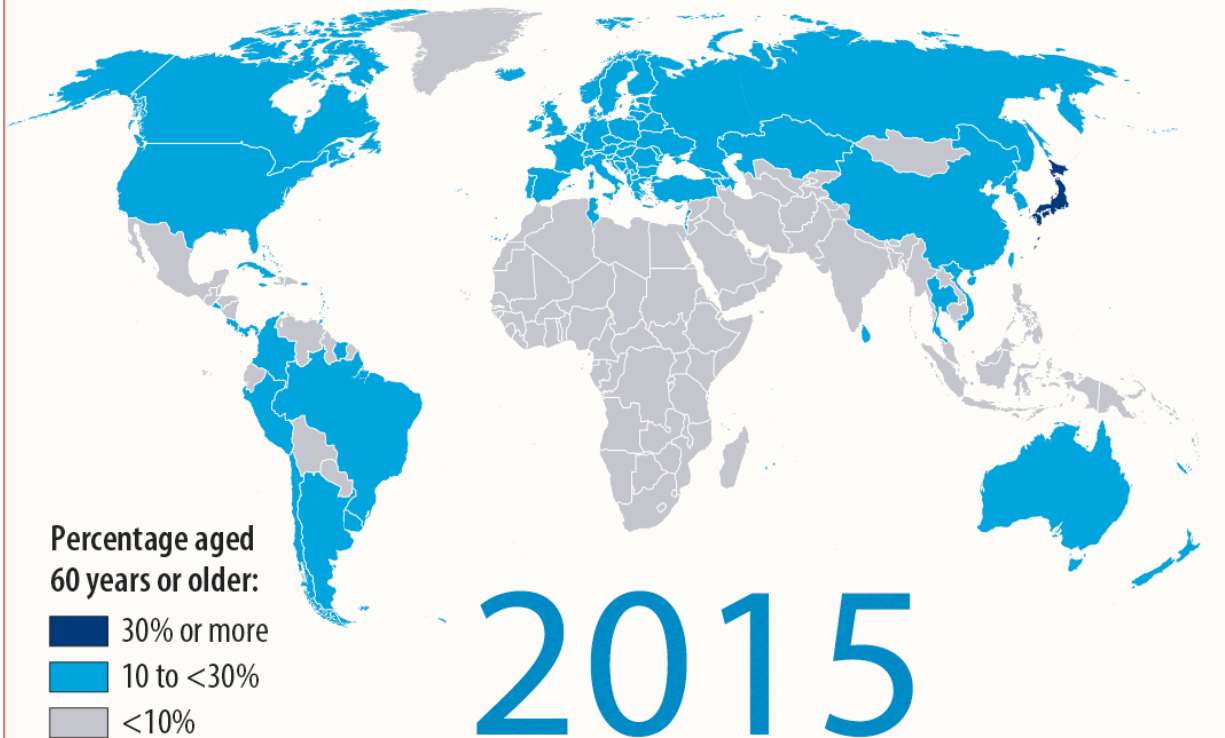 Percentage aged
60 years or older:
30% or more
10 to <30%
<10%
2015